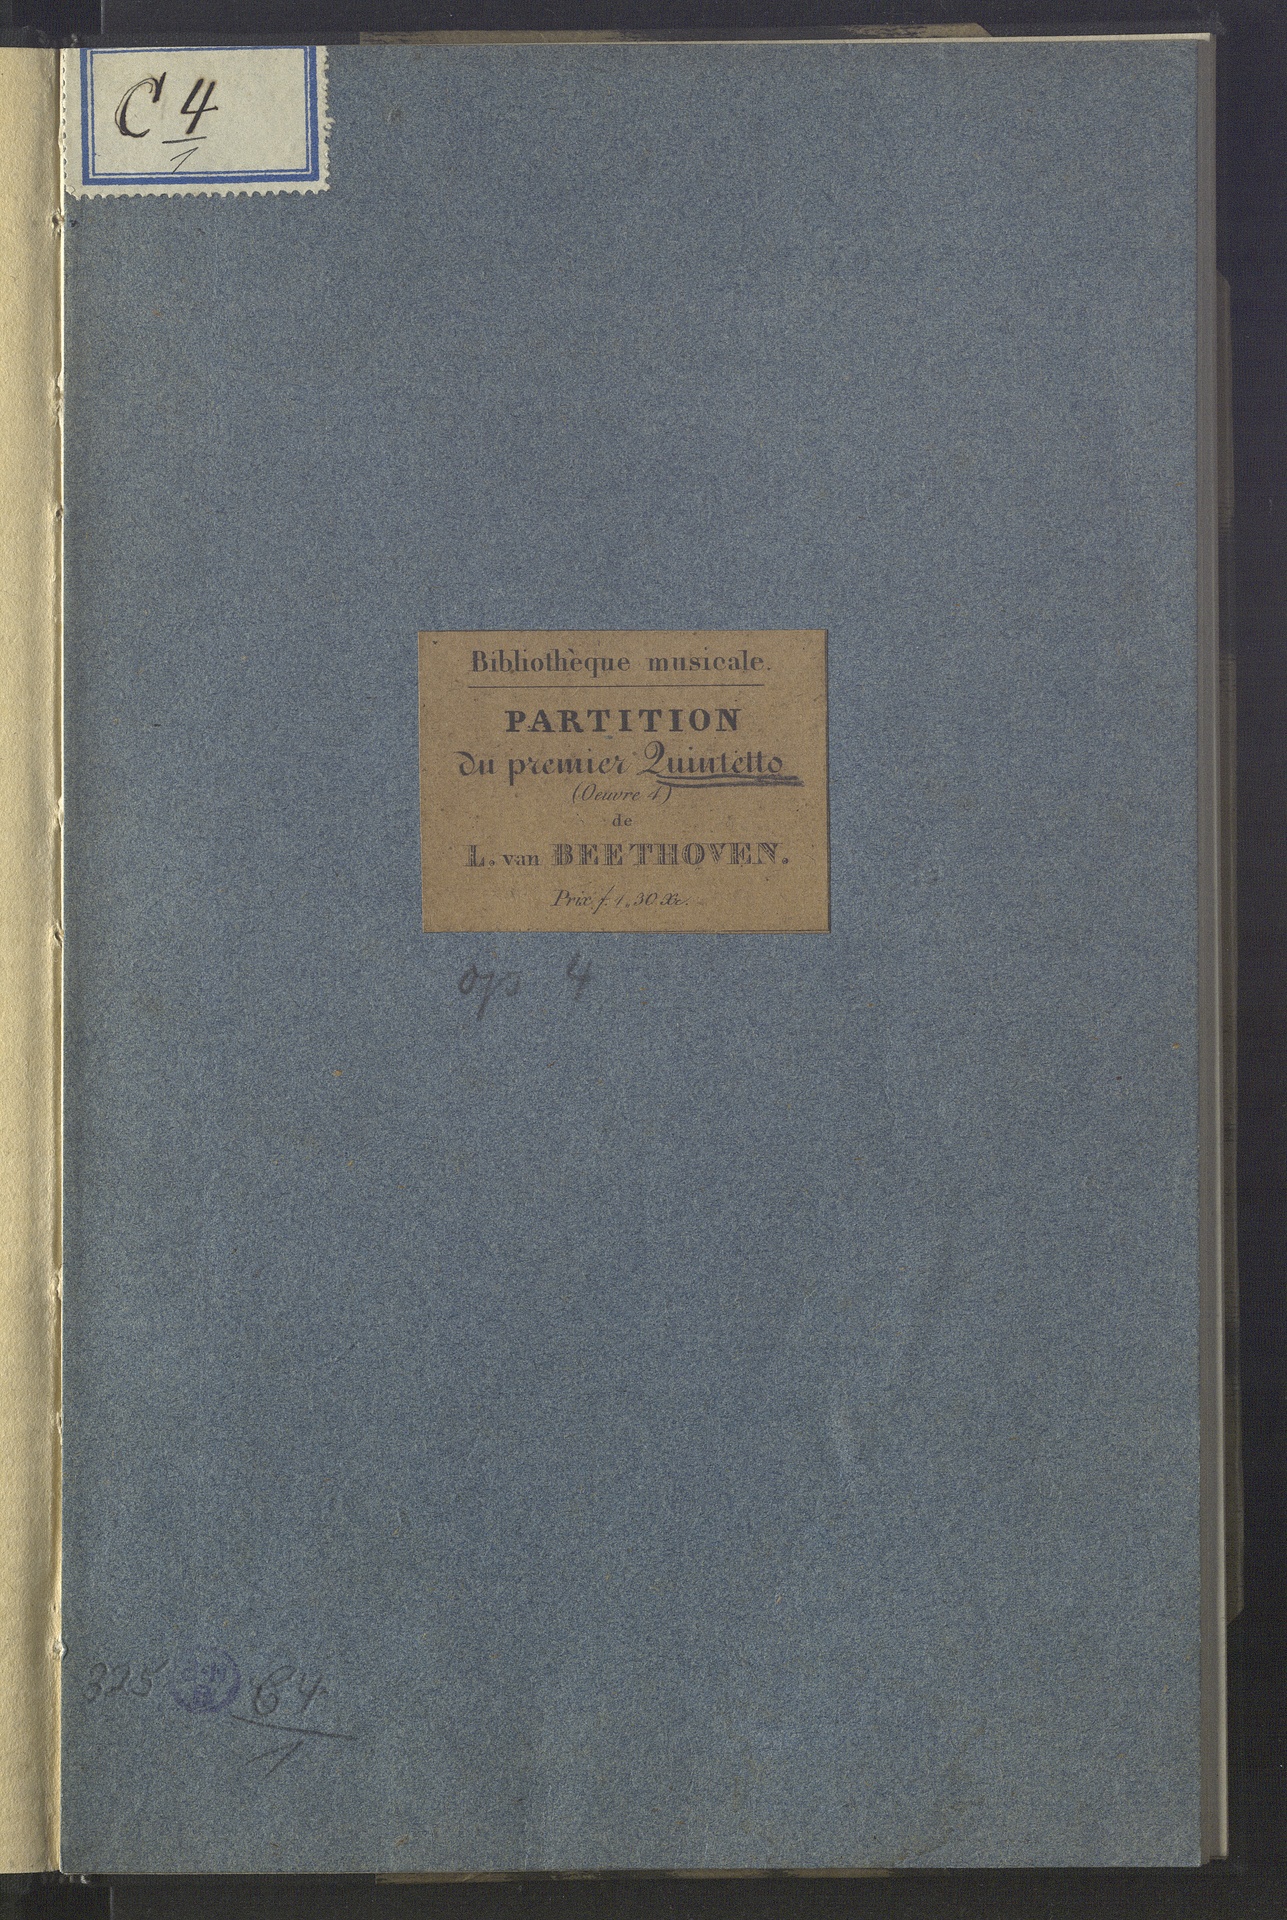 C 4
1
Bibliothèque musicale.
PARTITION
du premier Quintetto
(Oeuvre 4)
de
L. van BEETHOVEN.
Prix f. 1.30 Xr.
op 4
325 C 4
1